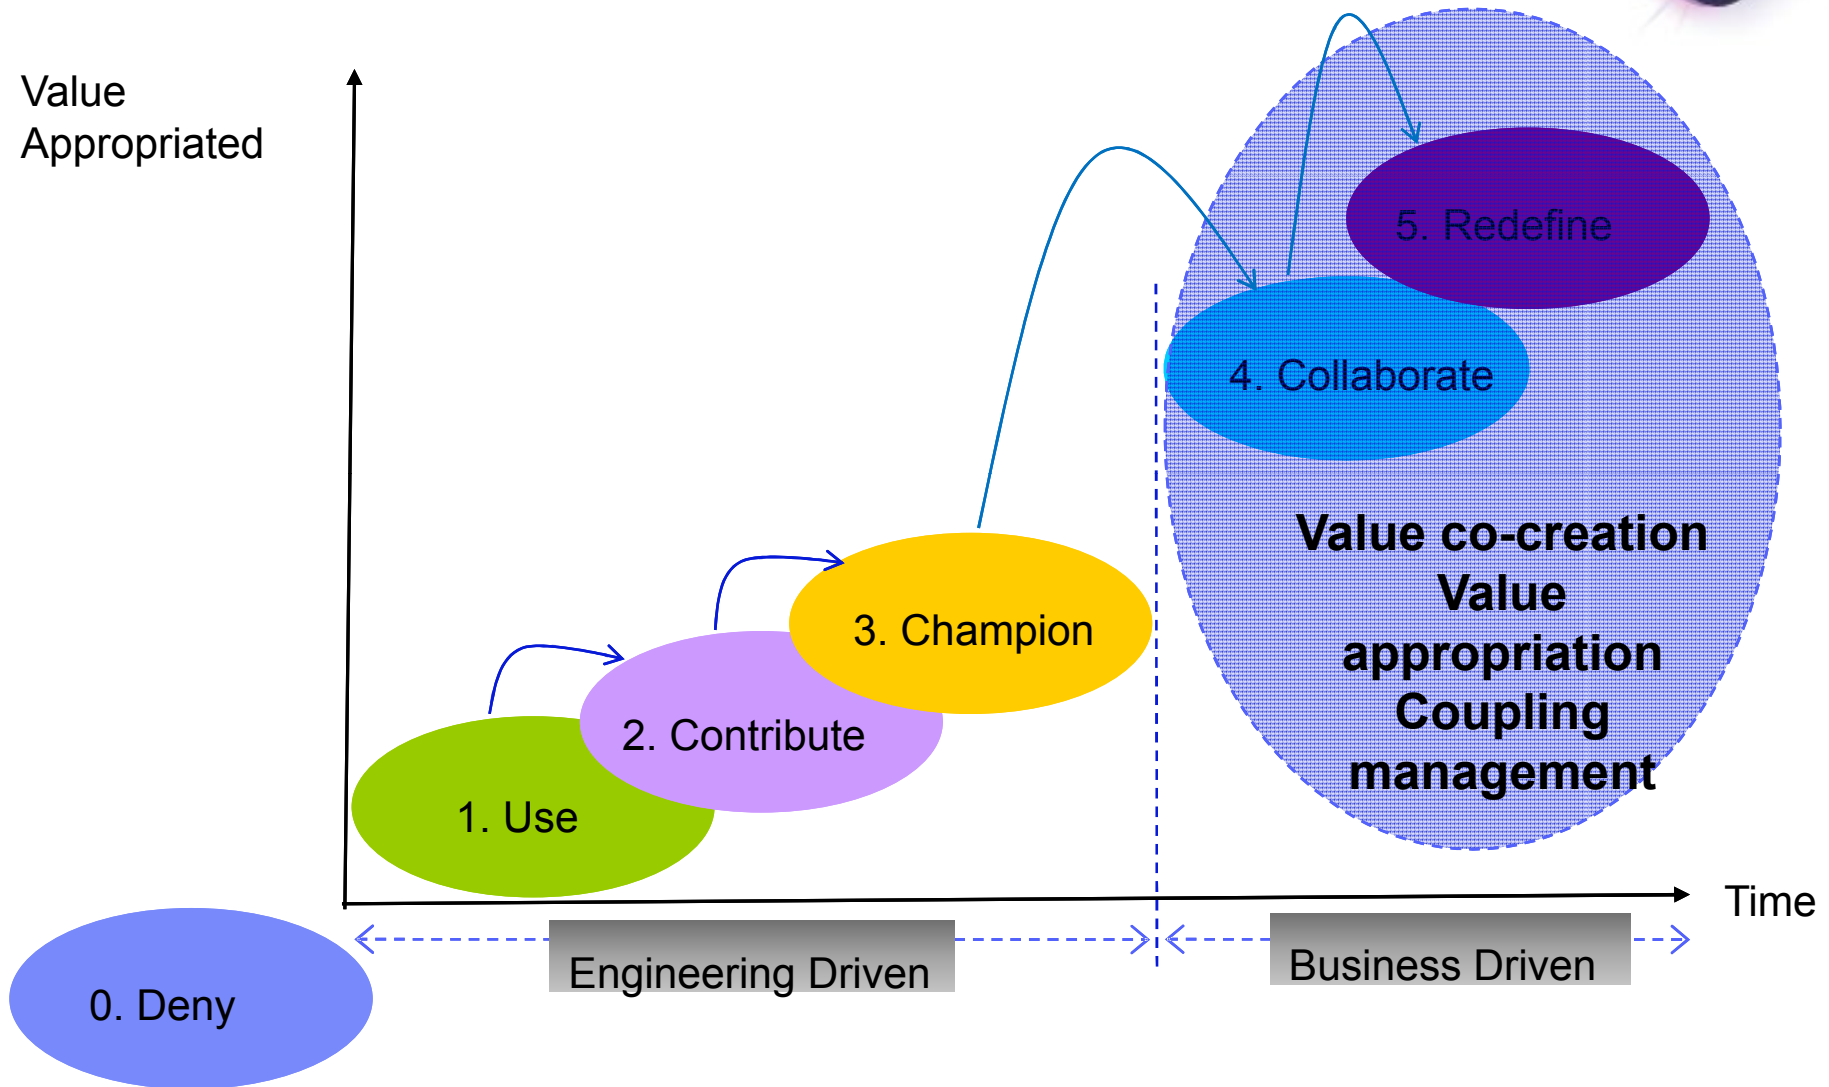 Value
Appropriated
5. Redefine
4. Collaborate
Value co-creation
Value
appropriation
Coupling
management
3. Champion
2. Contribute
1. Use
Time
Engineering Driven
Business Driven
0. Deny